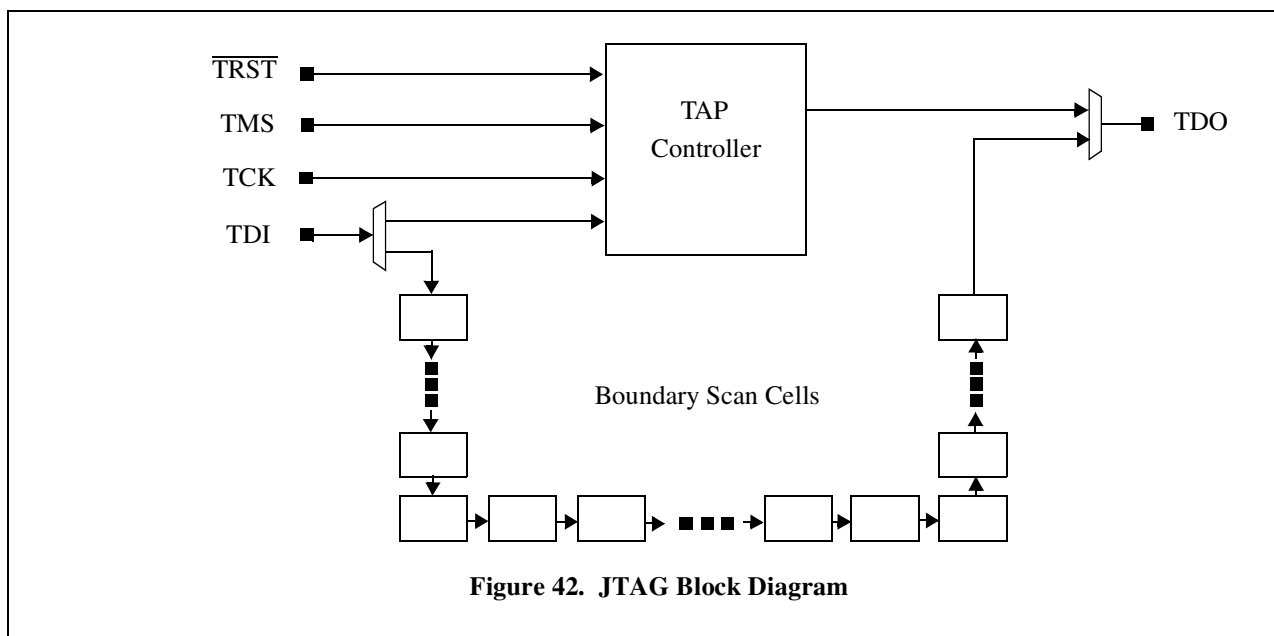 TRST
TMS
TCK
TDI
TAP
Controller
TDO
Boundary Scan Cells
Figure 42. JTAG Block Diagram